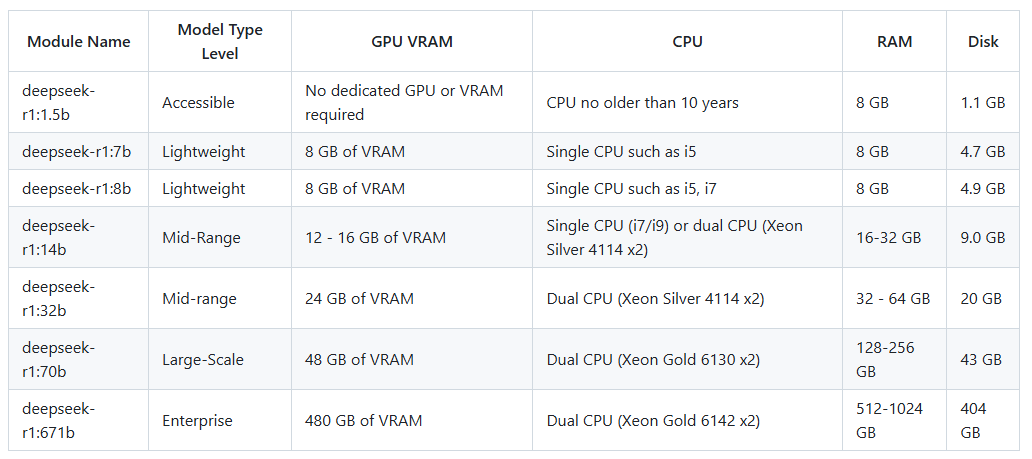 Module Name Model Type Level GPU VRAM CPU RAM Disk
deepseek-r1:1.5b Accessible No dedicated GPU or VRAM required CPU no older than 10 years 8 GB 1.1 GB
deepseek-r1:7b Lightweight 8 GB of VRAM Single CPU such as i5 8 GB 4.7 GB
deepseek-r1:8b Lightweight 8 GB of VRAM Single CPU such as i5, i7 8 GB 4.9 GB
deepseek-r1:14b Mid-Range 12 - 16 GB of VRAM Single CPU (i7/i9) or dual CPU (Xeon Silver 4114 x2) 16-32 GB 9.0 GB
deepseek-r1:32b Mid-range 24 GB of VRAM Dual CPU (Xeon Silver 4114 x2) 32 - 64 GB 20 GB
deepseek-r1:70b Large-Scale 48 GB of VRAM Dual CPU (Xeon Gold 6130 x2) 128-256 GB 43 GB
deepseek-r1:671b Enterprise 480 GB of VRAM Dual CPU (Xeon Gold 6142 x2) 512-1024 GB 404 GB